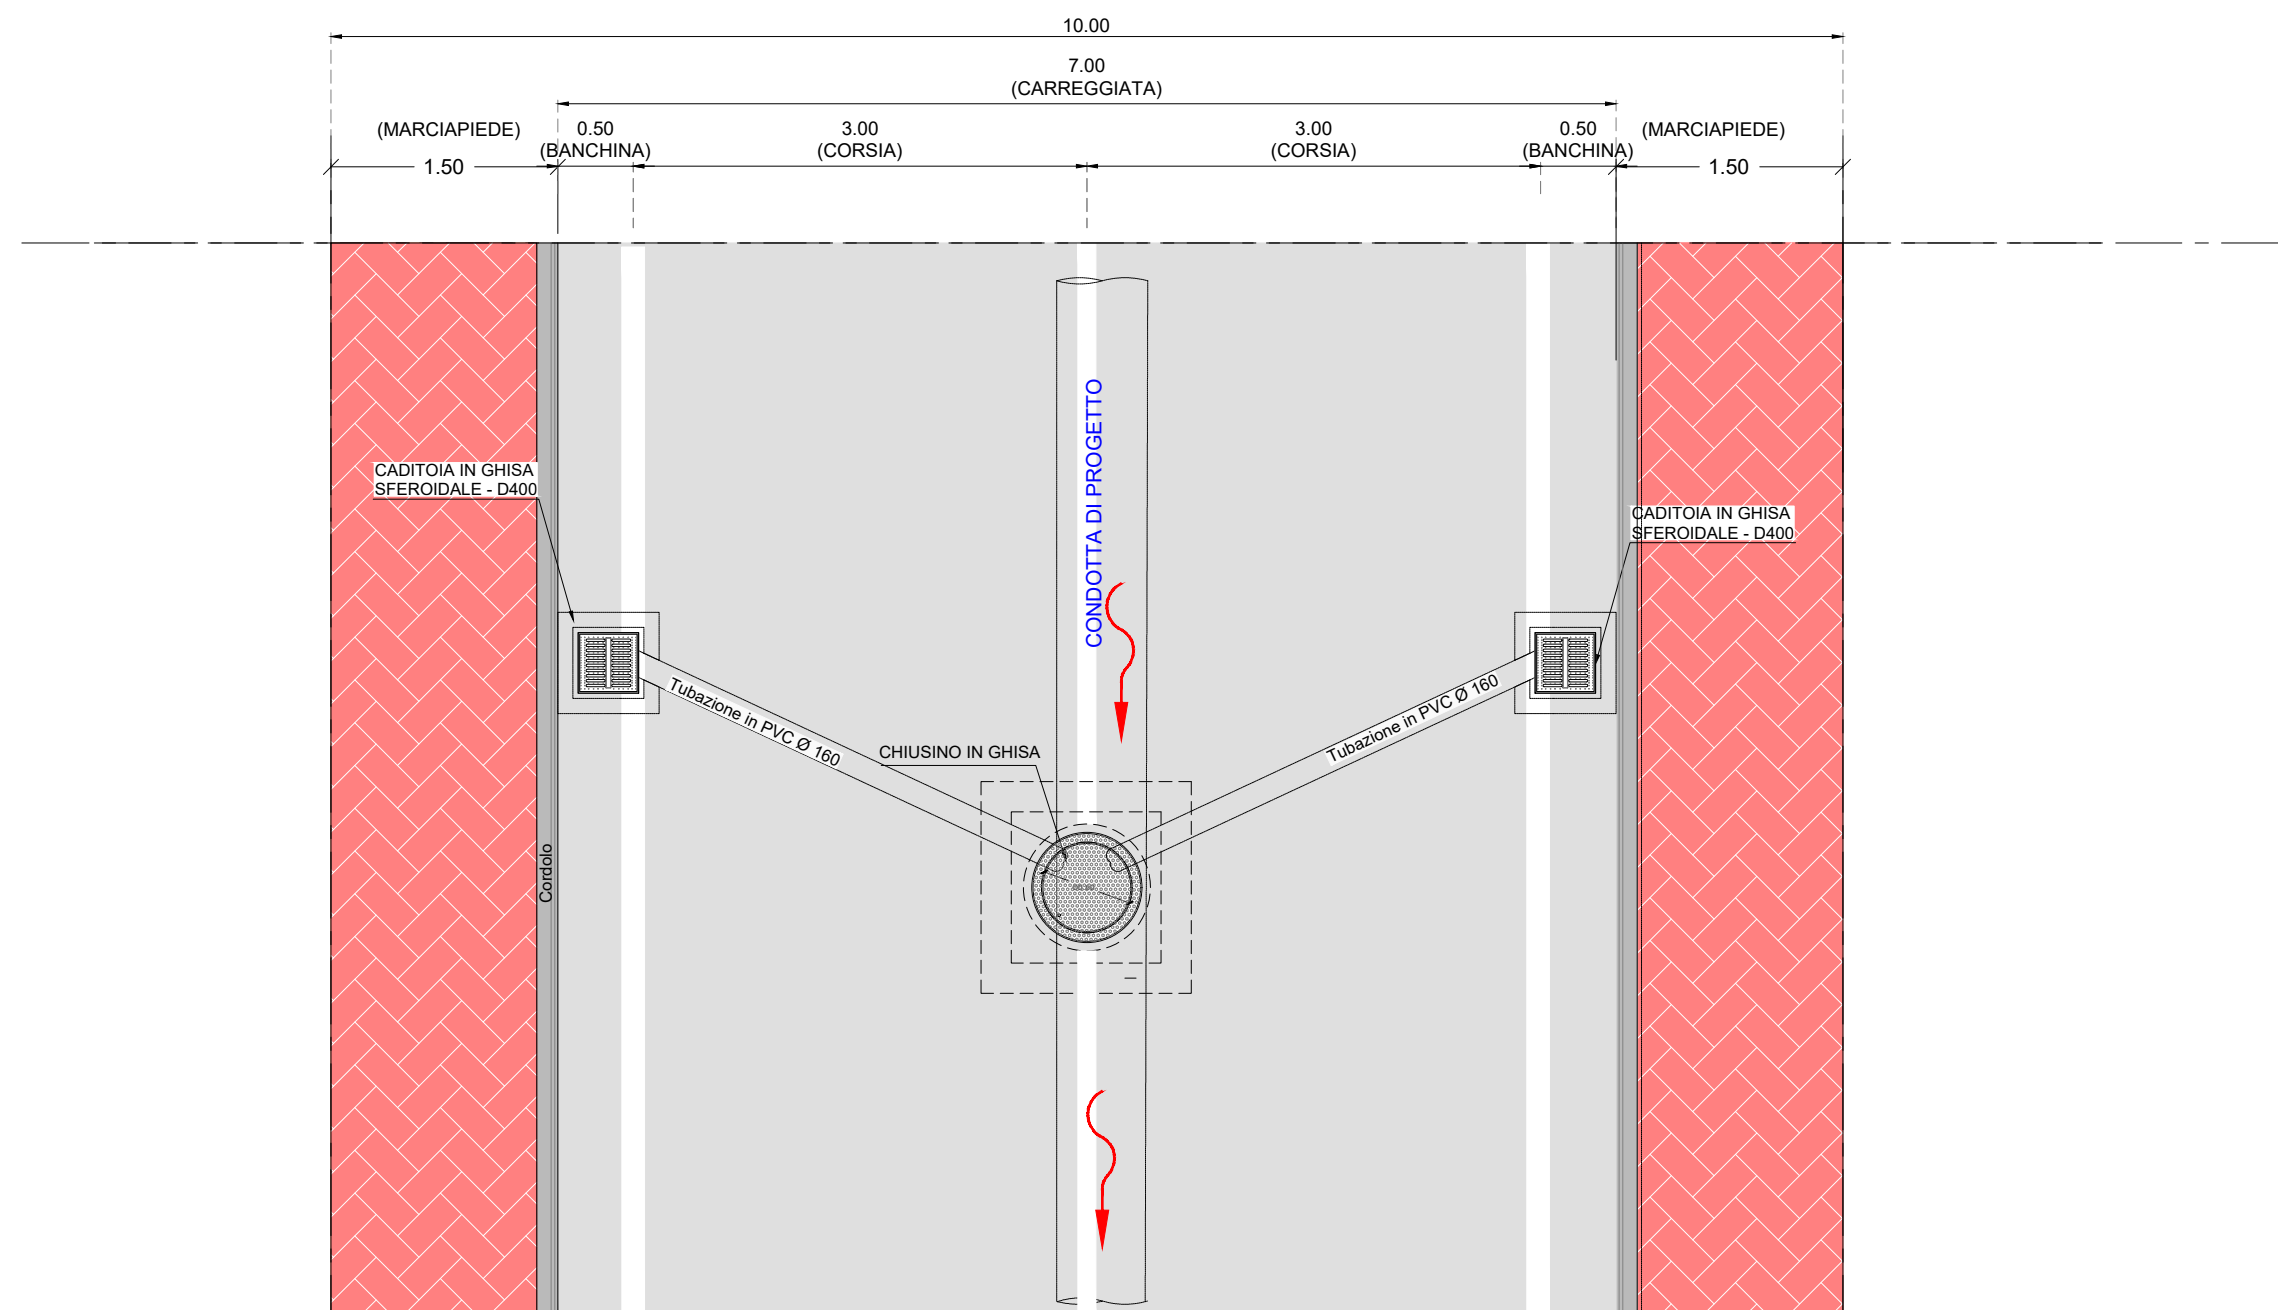 10.00
7.00
(CARREGGIATA)
(MARCIAPIEDE)
0.50
(BANCHINA)
3.00
(CORSIA)
3.00
(CORSIA)
0.50
(BANCHINA)
(MARCIAPIEDE)
1.50
1.50
CONDOTTA DI PROGETTO
CADITOIA IN GHISA
SFEROIDALE - D400
CADITOIA IN GHISA
SFEROIDALE - D400
Tubazione in PVC Ø 160
Tubazione in PVC Ø 160
CHIUSINO IN GHISA
Cordolo